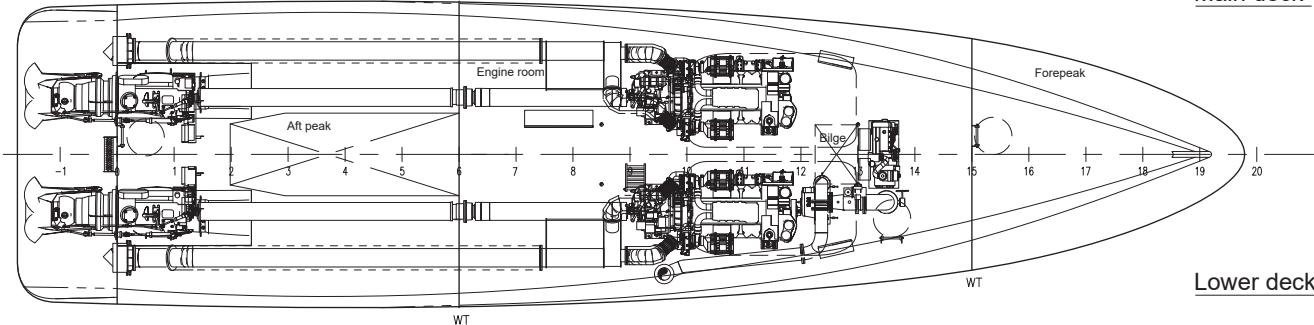 Main deck
Engine room
Forepeak
Aft peak
Bilge
-1 0 1 2 3 4 5 6 7 8 10 11 12 13 14 15 16 17 18 19 20
WT
Lower deck
WT